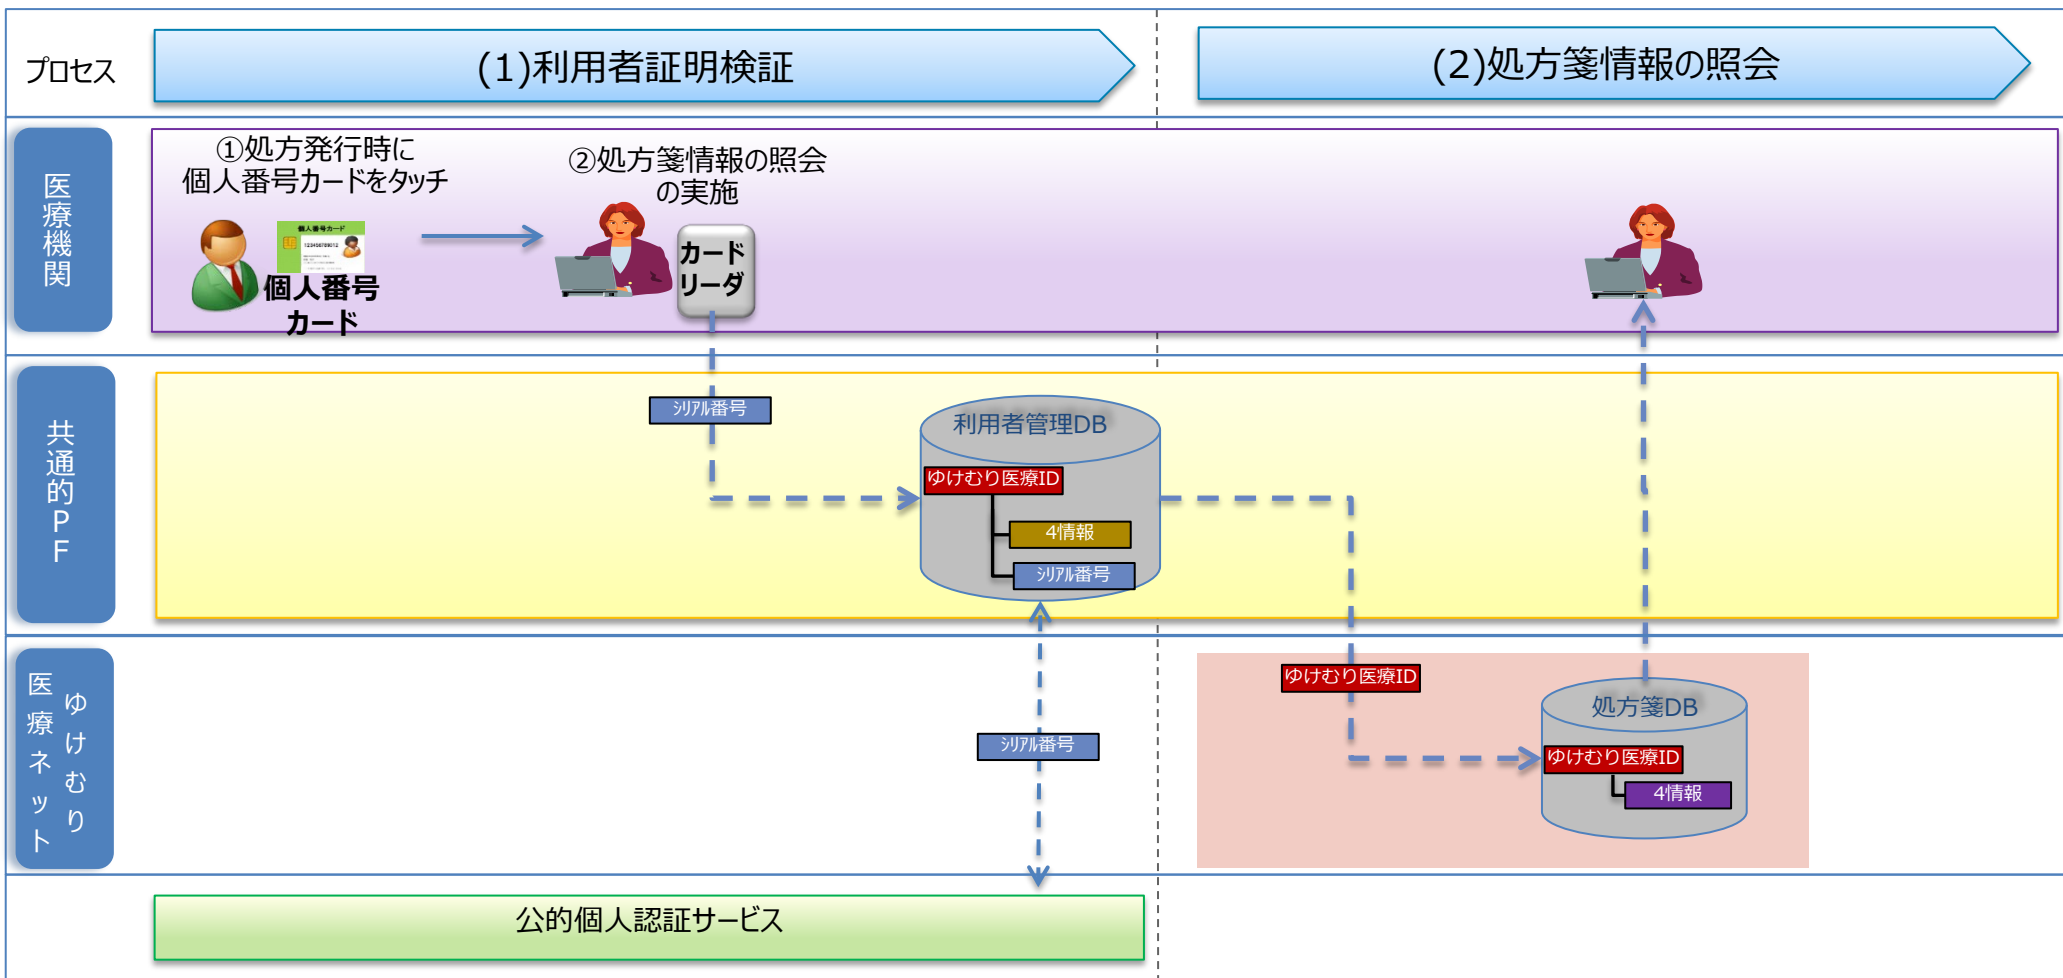 プロセス
(1)利用者証明検証
(2)処方箋情報の照会
医療機関
①処方発行時に
個人番号カードをタッチ
②処方箋情報の照会
の実施
個人番号カード
123456789012
個人番号
カード
カード
リーダ
共通的PF
シリアル番号
利用者管理DB
ゆけむり医療ID
4情報
シリアル番号
ゆけむり
医療ネット
ゆけむり医療ID
処方箋DB
ゆけむり医療ID
4情報
シリアル番号
公的個人認証サービス